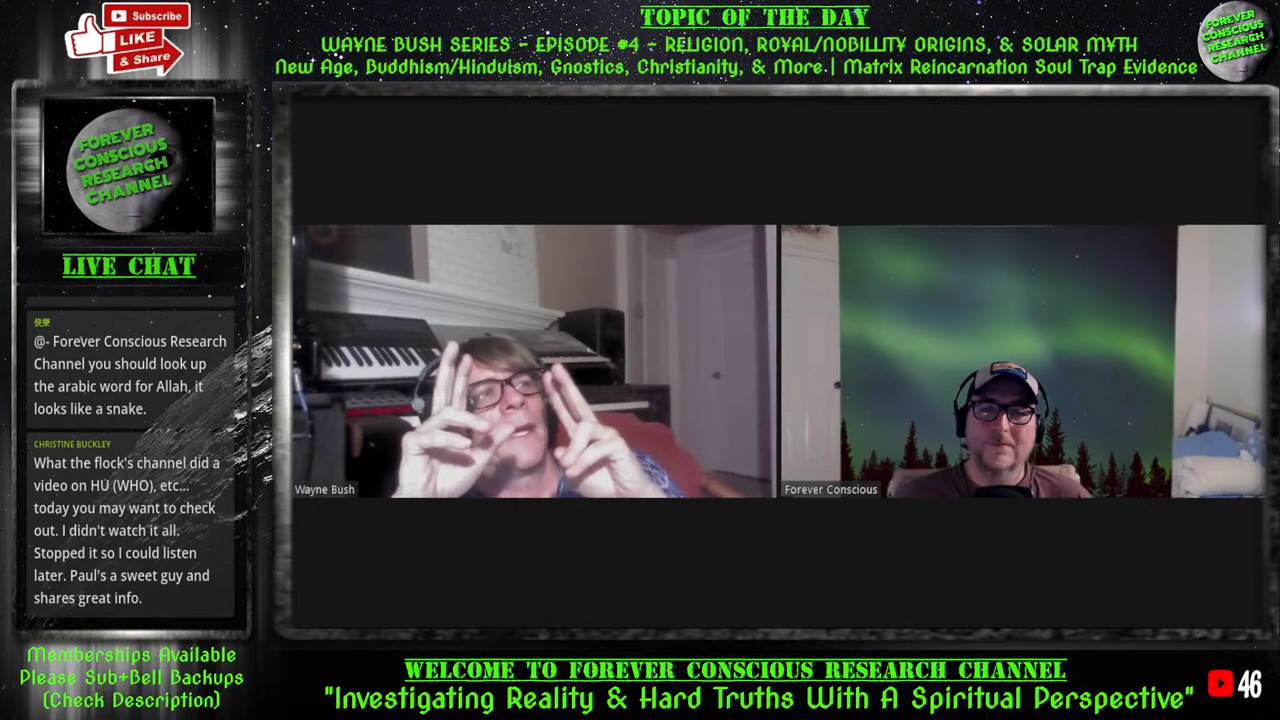 Subscribe
LIKE
& Share
TOPIC OF THE DAY
WAYNE BUSH SERIES - EPISODE #4 - RELIGION, ROYAL/NOBILLITY ORIGINS, & SOLAR MYTH
New Age, Buddhism/Hinduism, Gnostics, Christianity, & More | Matrix Reincarnation Soul Trap Evidence
FOREVER
CONSCIOUS
RESEARCH
CHANNEL
FOREVER
CONSCIOUS
RESEARCH
CHANNEL
LIVE CHAT
@- Forever Conscious Research
Channel you should look up
the arabic word for Allah, it
looks like a snake.
CHRISTINE BUCKLEY
What the flock's channel did a
video on HU (WHO), etc...
today you may want to check
out. I didn't watch it all.
Stopped it so I could listen
later. Paul's a sweet guy and
shares great info.
Wayne Bush
Forever Conscious
Memberships Available
Please Sub+Bell Backups
(Check Description)
WELCOME TO FOREVER CONSCIOUS RESEARCH CHANNEL
"Investigating Reality & Hard Truths With A Spiritual Perspective"
46